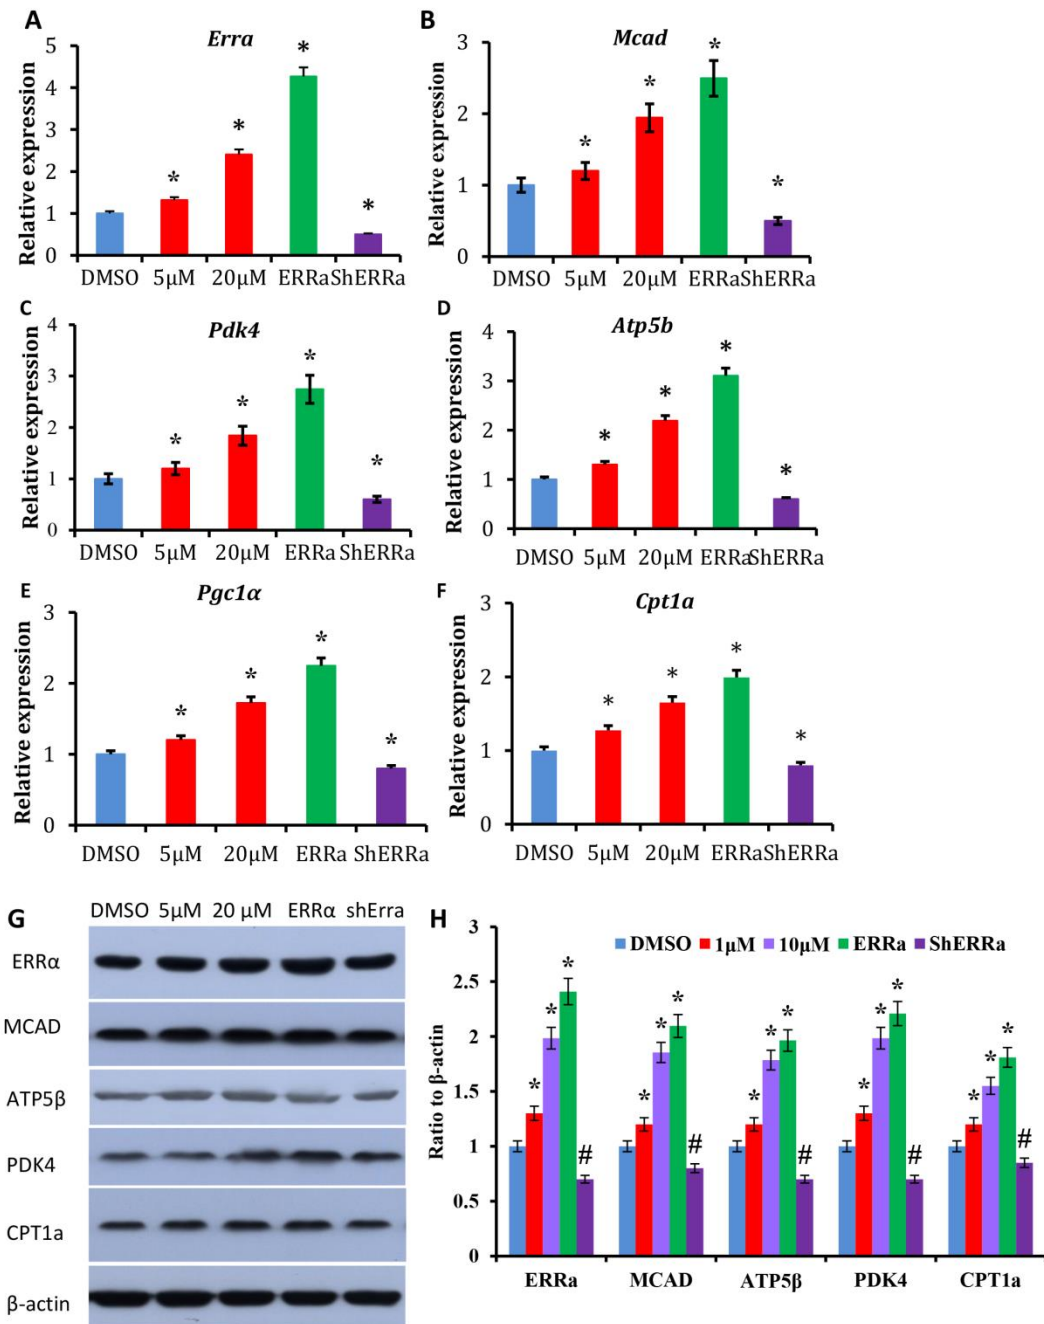 A
Erra
Relative expression
5
4
3
2
1
0
*
*
*
*
DMSO 5µM 20µM ERRa ShERRa
B
Mcad
Relative expression
3
2
1
0
*
*
*
*
DMSO 5µM 20µM ERRa ShERRa
C
Pdk4
Relative expression
4
3
2
1
0
*
*
*
*
DMSO 5µM 20µM ERRa ShERRa
D
Atp5b
Relative expression
4
3
2
1
0
*
*
*
*
DMSO 5µM 20µM ERRa ShERRa
E
Pgc1α
Relative expression
3
2
1
0
*
*
*
*
DMSO 5µM 20µM ERRa ShERRa
F
Cpt1a
Relative expression
3
2
1
0
*
*
*
*
DMSO 5µM 20µM ERRa ShERRa
G
DMSO 5µM 20 µM ERRα shErra
ERRα
MCAD
ATP5β
PDK4
CPT1a
β-actin
H
DMSO 1µM 10µM ERRa ShERRa
Ratio to β-actin
3
2.5
2
1.5
1
0.5
0
* * * #
* * * #
* * * #
* * * #
* * * #
ERRa MCAD ATP5β PDK4 CPT1a